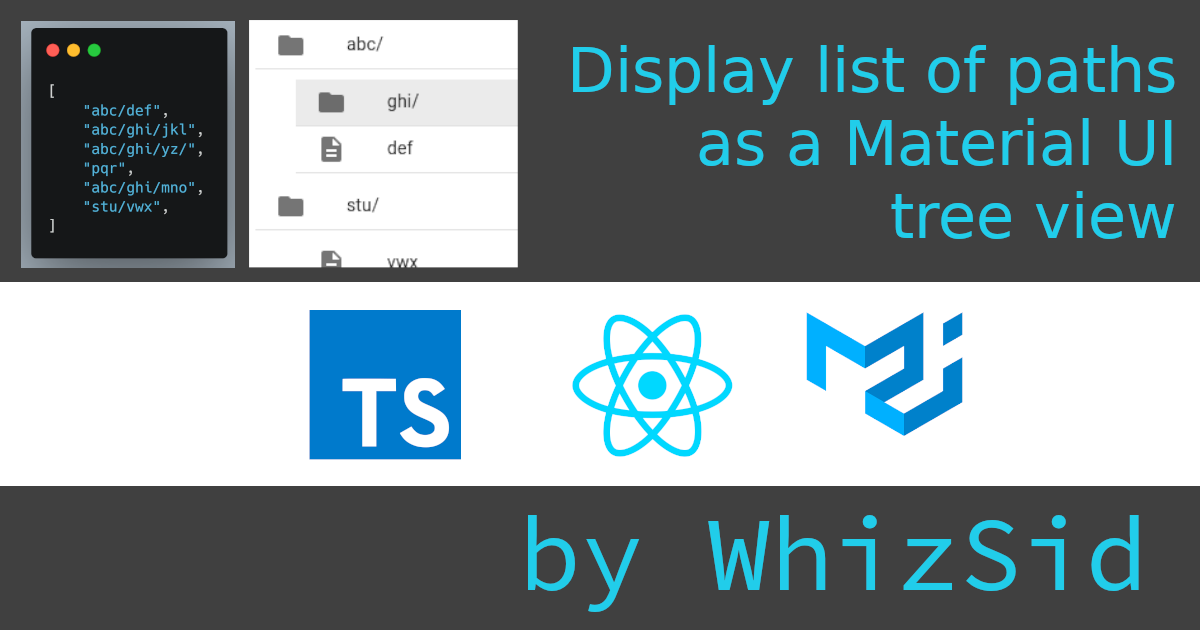 [
"abc/def",
"abc/ghi/jkl",
"abc/ghi/yz/",
"pqr",
"abc/ghi/mno",
"stu/vwx",
]
abc/
ghi/
def
stu/
vwx
Display list of paths
as a Material UI
tree view
TS
by WhizSid